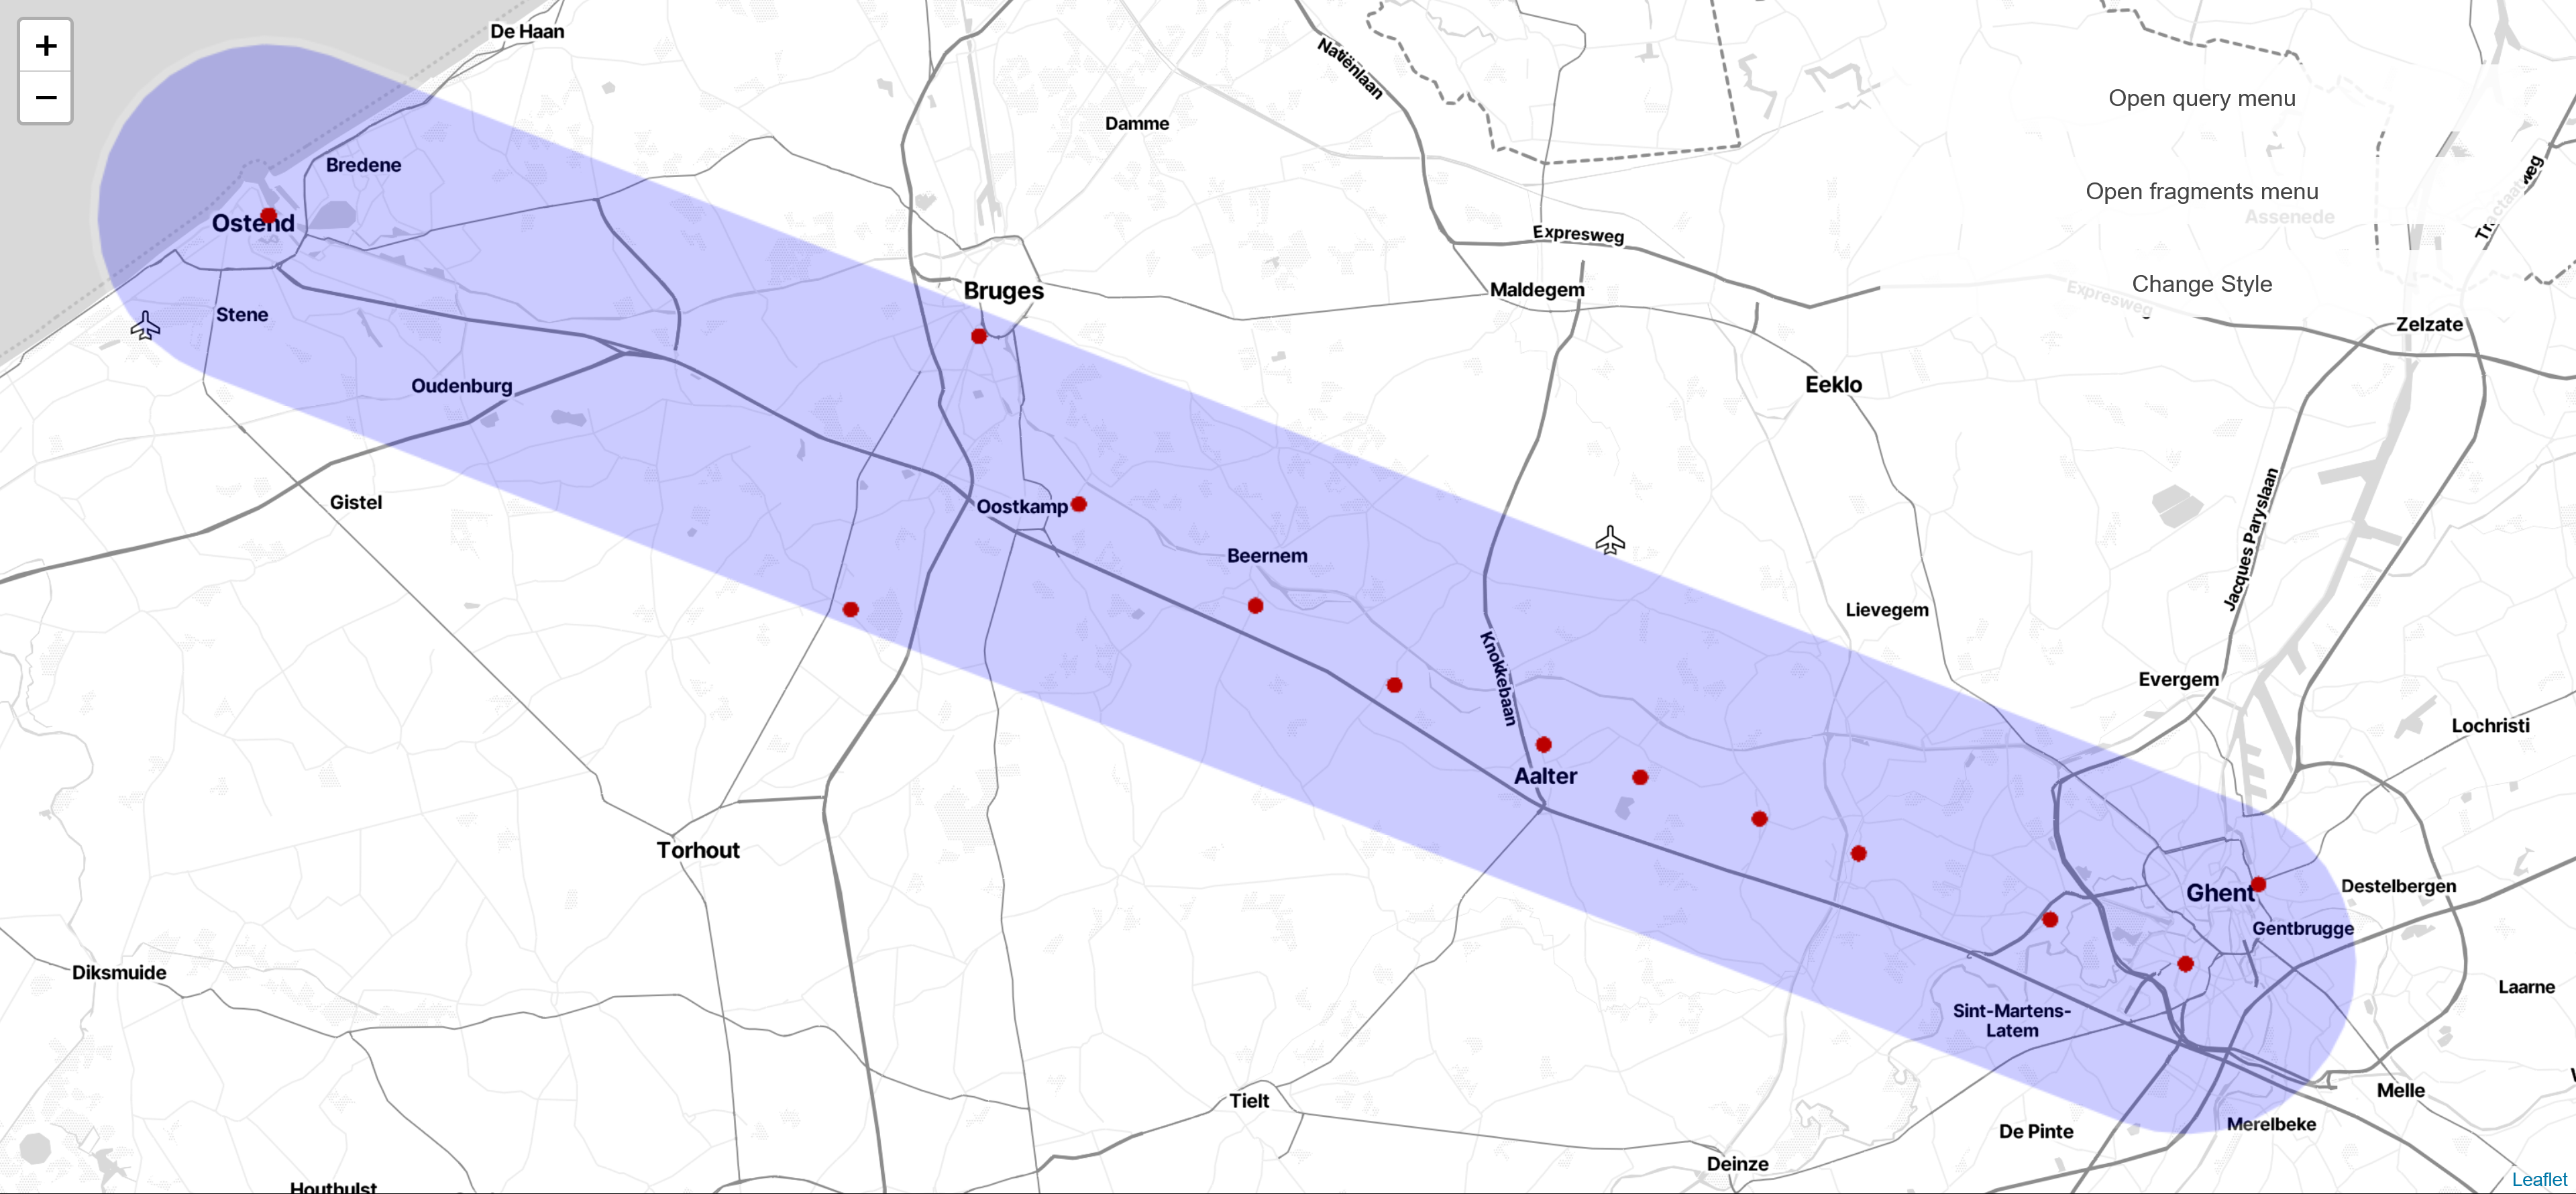 +
−
De Haan
Natiënlaan
Open query menu
Damme
Bredene
Open fragments menu
Assenede
Ostend
Expresweg
Change Style
Expresweg
Bruges
Maldegem
Stene
Zelzate
Oudenburg
Eeklo
Gistel
Oostkamp
Jacques Paryslaan
Beernem
Lievegem
Knokkebaan
Evergem
Lochristi
Aalter
Torhout
Ghent
Destelbergen
Gentbrugge
Diksmuide
Laarne
Sint-Martens-
Latem
Melle
Tielt
Merelbeke
De Pinte
Deinze
Houthulst
Leaflet